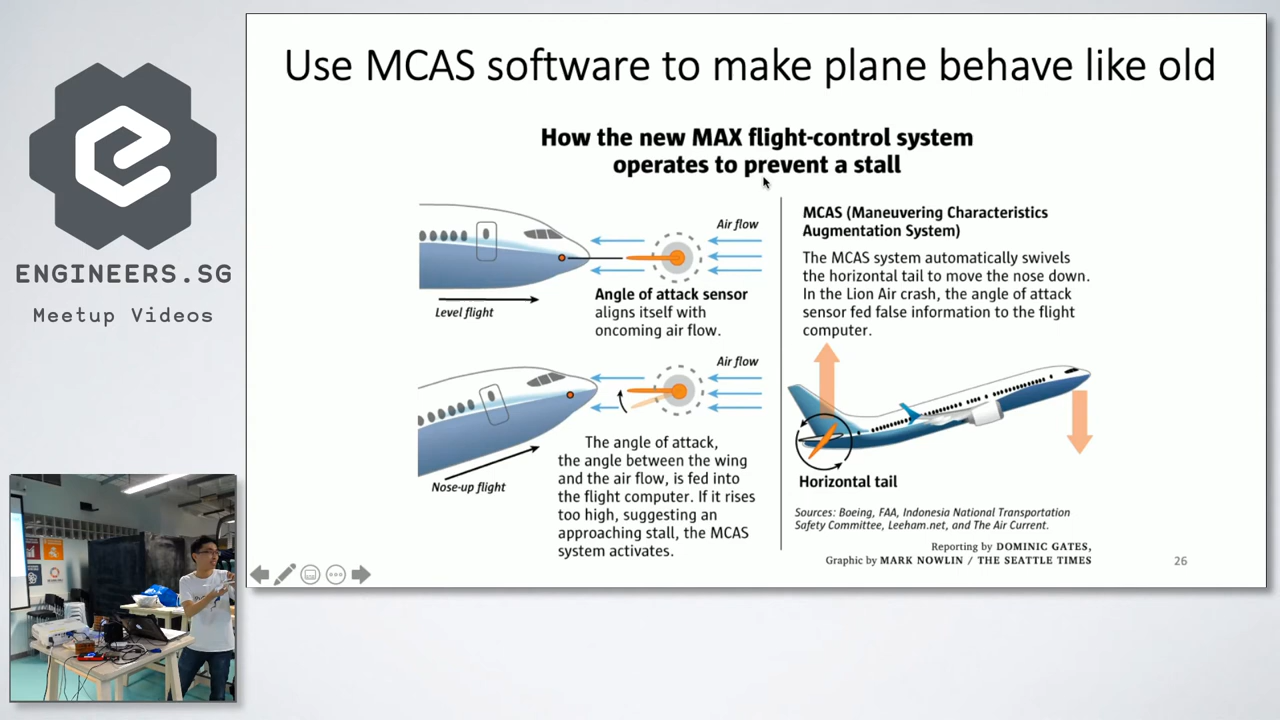 Use MCAS software to make plane behave like old
How the new MAX flight-control system
operates to prevent a stall
Air flow
Level flight
Angle of attack sensor
aligns itself with
oncoming air flow.
Air flow
Nose-up flight
The angle of attack,
the angle between the wing
and the air flow, is fed into
the flight computer. If it rises
too high, suggesting an
approaching stall, the MCAS
system activates.
MCAS (Maneuvering Characteristics
Augmentation System)
The MCAS system automatically swivels
the horizontal tail to move the nose down.
In the Lion Air crash, the angle of attack
sensor fed false information to the flight
computer.
Horizontal tail
Sources: Boeing, FAA, Indonesia National Transportation
Safety Committee, Leeham.net, and The Air Current.
Reporting by DOMINIC GATES,
Graphic by MARK NOWLIN / THE SEATTLE TIMES
26
ENGINEERS.SG
Meetup Videos